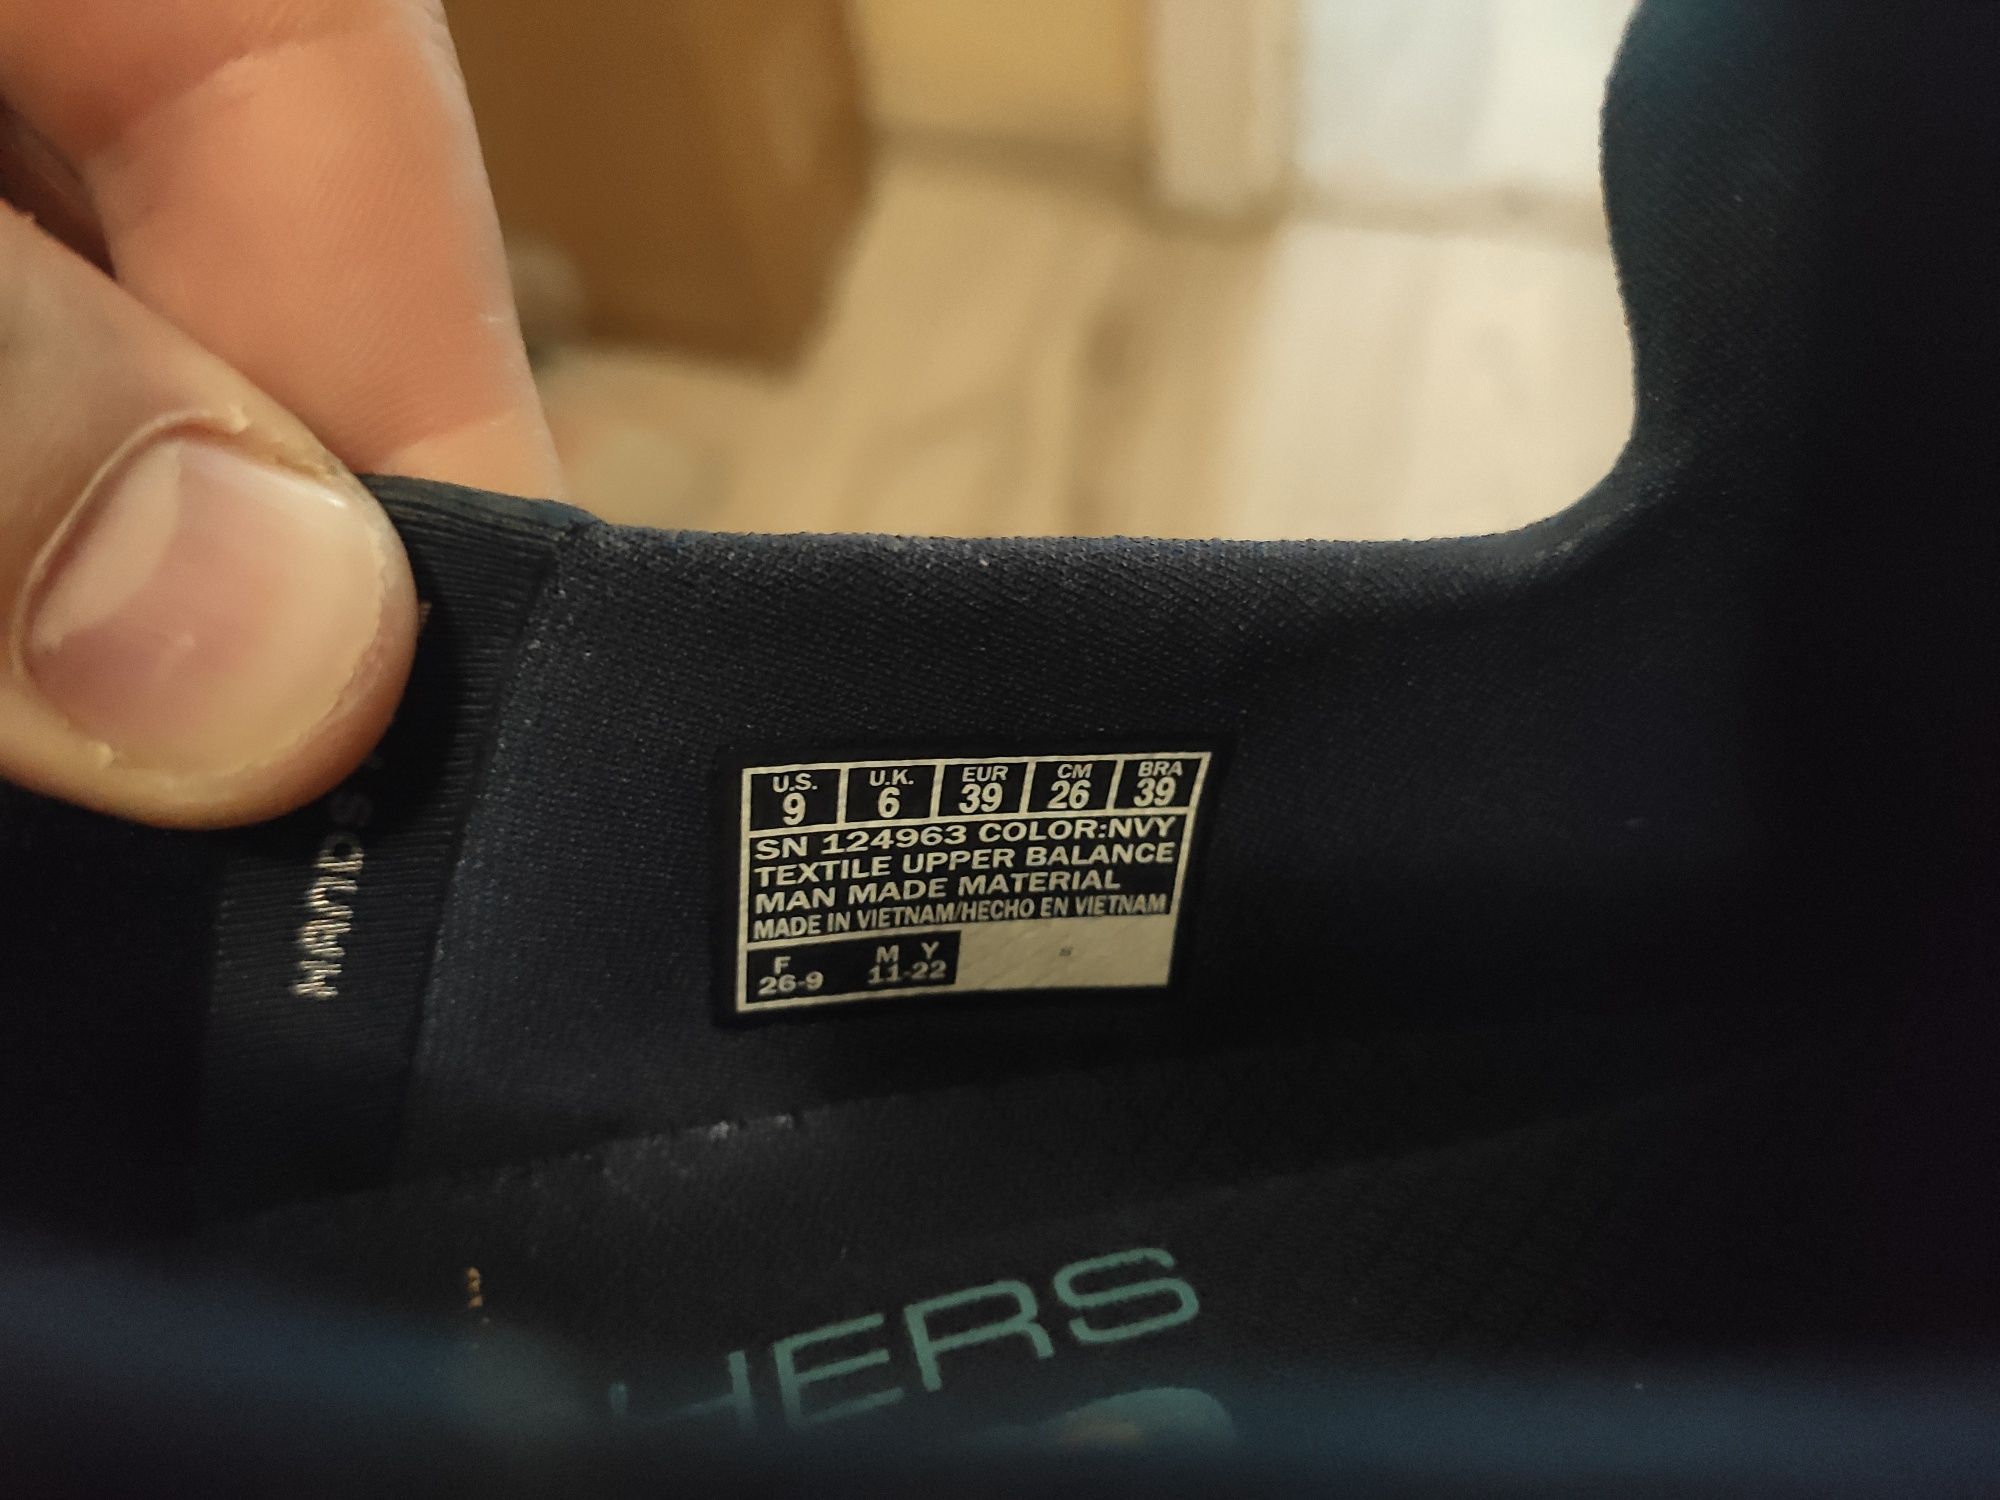 U.S. U.K. EUR CM BRA
9 6 39 26 39
SN 124963 COLOR:NVY
TEXTILE UPPER BALANCE
MAN MADE MATERIAL
MADE IN VIETNAM/HECHO EN VIETNAM
F M Y
26-9 11-22
HERS